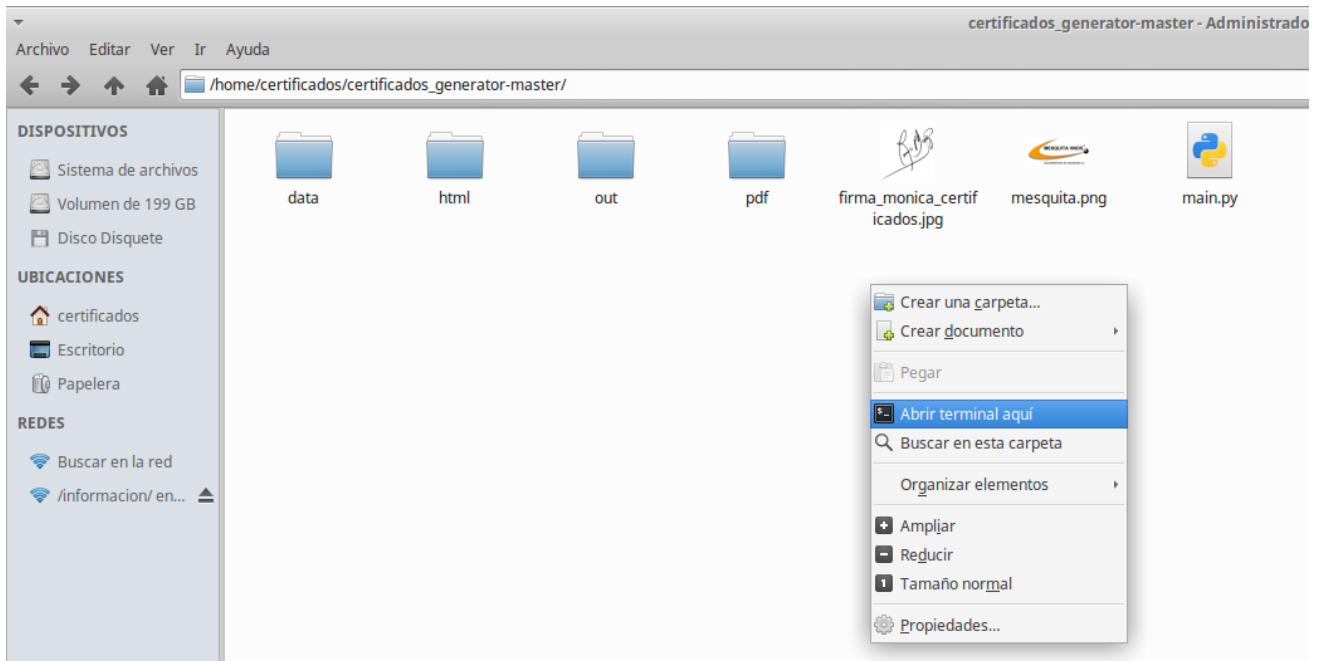 certificados_generator-master - Administrado
Archivo Editar Ver Ir Ayuda
/home/certificados/certificados_generator-master/
DISPOSITIVOS
Sistema de archivos
Volumen de 199 GB
Disco Disquete
UBICACIONES
certificados
Escritorio
Papelera
REDES
Buscar en la red
/informacion/ en...
data
html
out
pdf
firma_monica_certif
icados.jpg
MESQUITA HNOS
mesquita.png
main.py
Crear una carpeta...
Crear documento
Pegar
Abrir terminal aquí
Buscar en esta carpeta
Organizar elementos
Ampliar
Reducir
1 Tamaño normal
Propiedades...